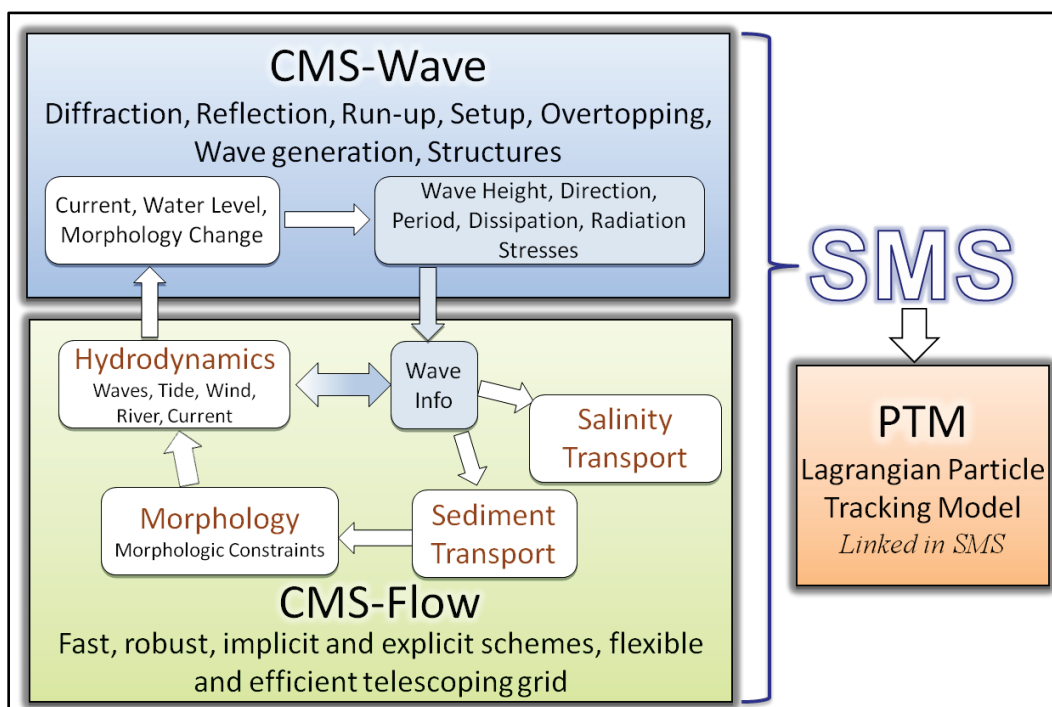 CMS-Wave
Diffraction, Reflection, Run-up, Setup, Overtopping,
Wave generation, Structures
Current, Water Level,
Morphology Change
Wave Height, Direction,
Period, Dissipation, Radiation
Stresses
Hydrodynamics
Waves, Tide, Wind,
River, Current
Wave
Info
Salinity
Transport
Morphology
Morphologic Constraints
Sediment
Transport
CMS-Flow
Fast, robust, implicit and explicit schemes, flexible
and efficient telescoping grid
SMS
PTM
Lagrangian Particle
Tracking Model
Linked in SMS